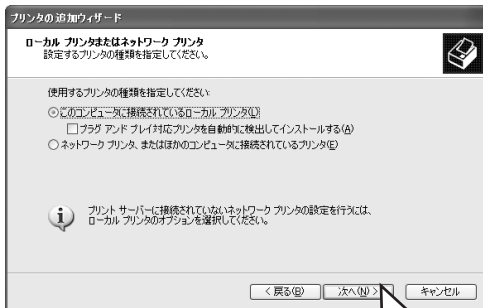 プリンタの追加ウィザード
ローカル プリンタまたはネットワーク プリンタ
設定するプリンタの種類を指定してください。
使用するプリンタの種類を指定してください:
このコンピュータに接続されているローカル プリンタ(L)
プラグ アンド プレイ対応プリンタを自動的に検出してインストールする(A)
ネットワーク プリンタ、またはほかのコンピュータに接続されているプリンタ(E)
プリント サーバーに接続されていないネットワーク プリンタの設定を行うには、
ローカル プリンタのオプションを選択してください。
< 戻る(B) 次へ(N) > キャンセル